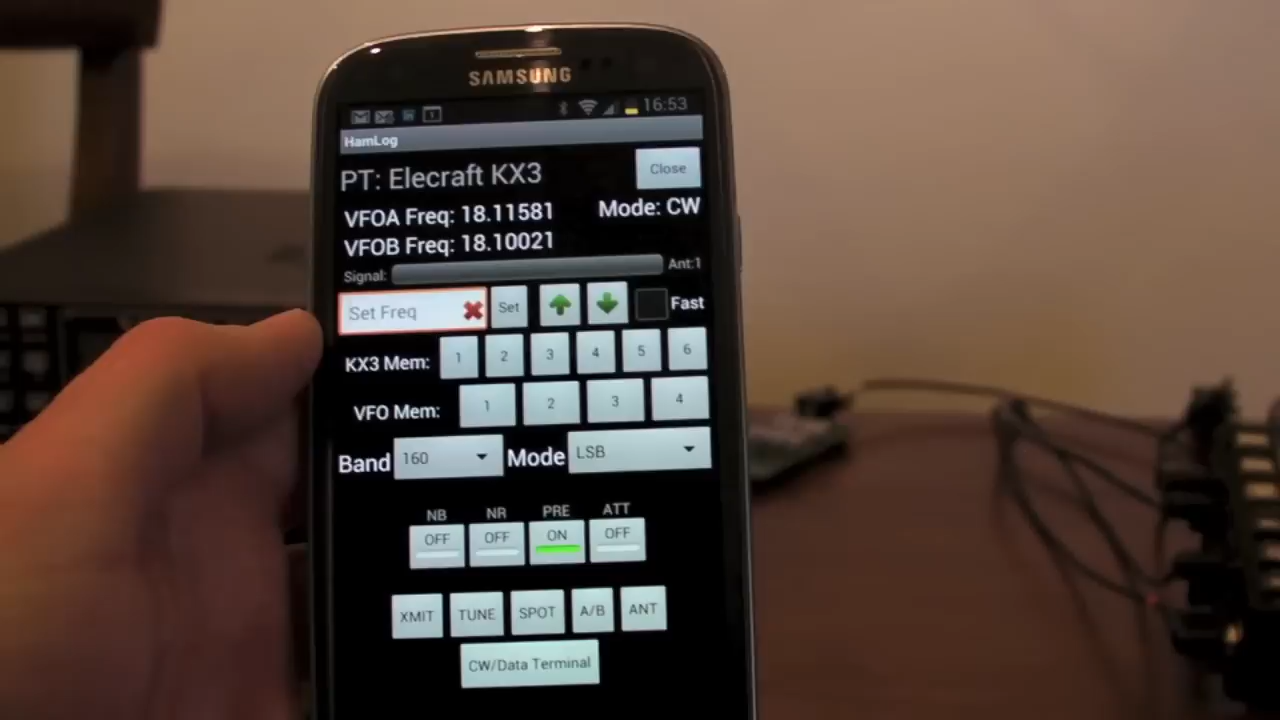 SAMSUNG
16:53
HamLog
PT: Elecraft KX3
Close
VFOA Freq: 18.11581
Mode: CW
VFOB Freq: 18.10021
Signal:
Ant:1
Set Freq
Set
Fast
KX3 Mem:
1 2 3 4 5 6
VFO Mem:
1 2 3 4
Band 160 Mode LSB
NB NR PRE ATT
OFF OFF ON OFF
XMIT TUNE SPOT A/B ANT
CW/Data Terminal